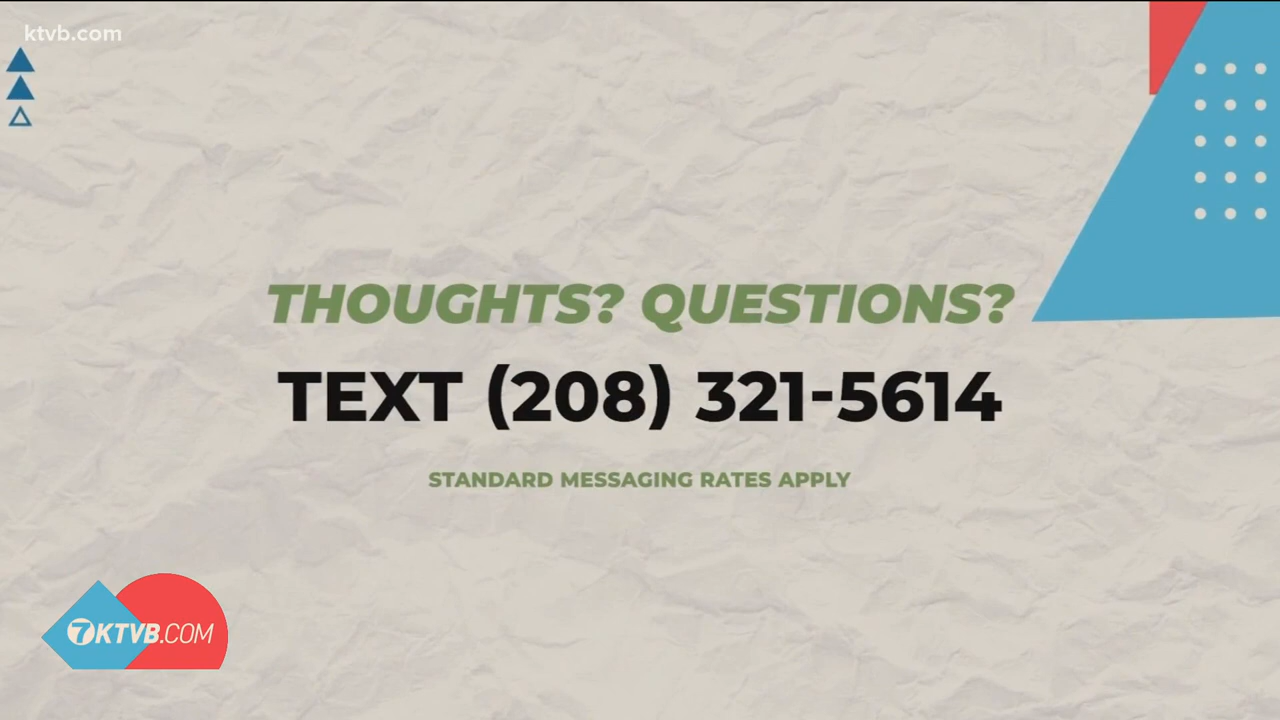 ktvb.com
THOUGHTS? QUESTIONS?
TEXT (208) 321-5614
STANDARD MESSAGING RATES APPLY
7KTVB.COM